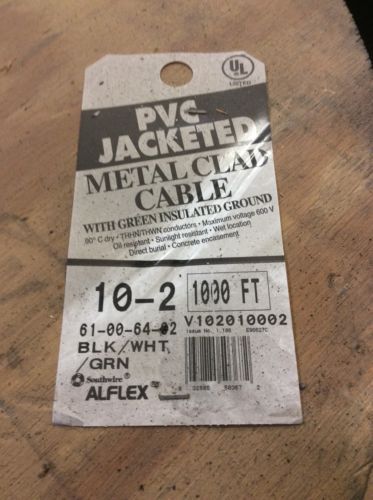 UL
LISTED
PVC
JACKETED
METAL CLAD
CABLE
WITH GREEN INSULATED GROUND
90° C dry • THHN/THWN conductors • Maximum voltage 600 V
Oil resistant • Sunlight resistant • Wet location
Direct burial • Concrete encasement
10-2 1000 FT
61-00-64-02 V102010002
BLK/WHT
/GRN
Issue No.
Southwire
ALFLEX